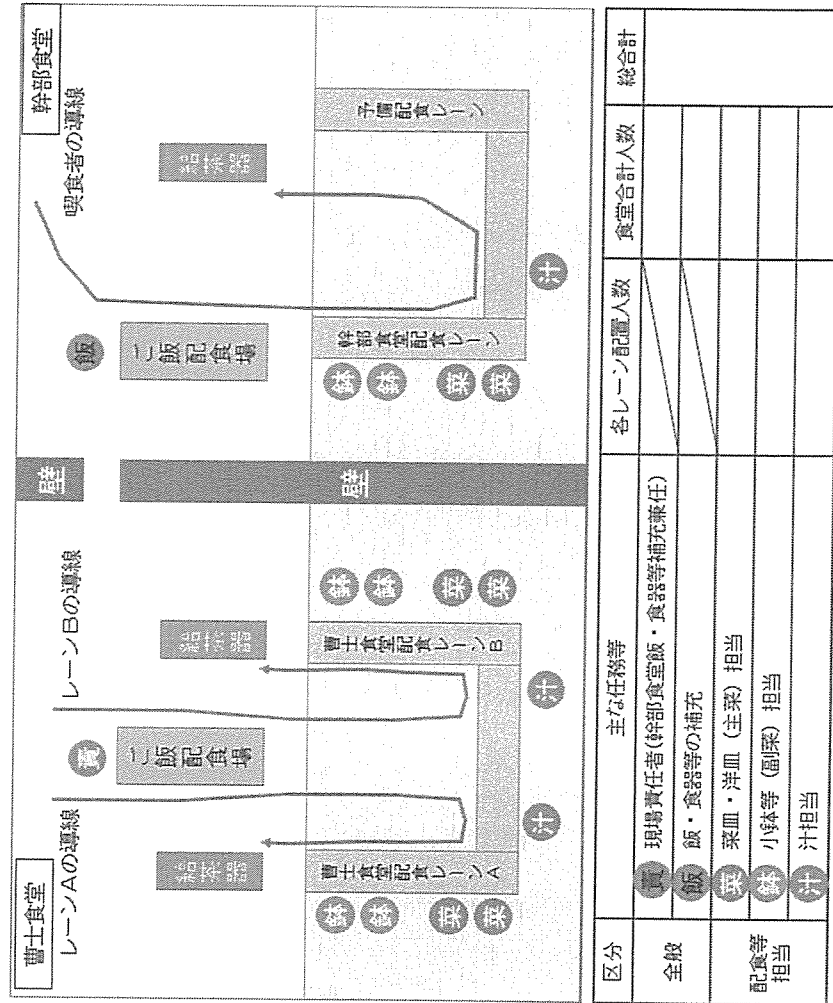 曹士食堂
レーンAの導線
レーンBの導線
幹部食堂
喫食者の導線
給茶器
責
ご飯配食場
給茶器
壁
飯
ご飯配食場
給茶器
鉢
鉢
菜
菜
曹士食堂配食レーンA
汁
汁
曹士食堂配食レーンB
鉢
鉢
菜
菜
壁
鉢
鉢
菜
菜
幹部食堂配食レーン
汁
予備配食レーン
区分
主な任務等
各レーン配置人数
食堂合計人数
総合計
全般
責 現場責任者(幹部食堂飯・食器等補充兼任)
飯 飯・食器等の補充
配食等
担当
菜 菜皿・洋皿(主菜)担当
鉢 小鉢等(副菜)担当
汁 汁担当